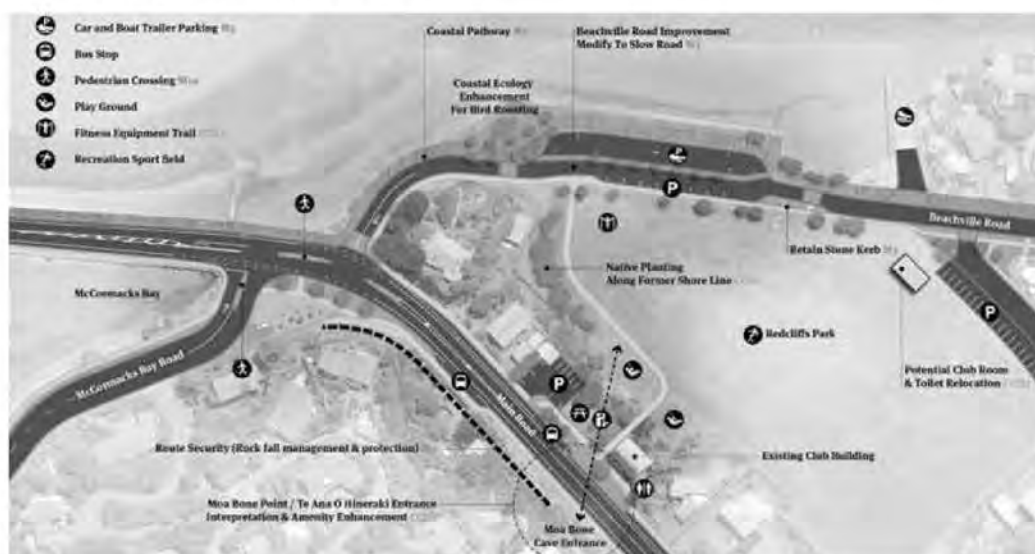 Car and Boat Trailer Parking
Bus Stop
Pedestrian Crossing
Play Ground
Fitness Equipment Trail
Recreation Sport field
Coastal Pathway
Beachville Road Improvement
Modify To Slow Road
Coastal Ecology
Enhancement
For Bird Roosting
P
Beachville Road
Retain Stone Kerb
McCormacks Bay
Native Planting
Along Former Shore Line
Redcliffs Park
P
McCormacks Bay Road
P
Main Road
Potential Club Room
& Toilet Relocation
Route Security (Rock fall management & protection)
Existing Club Building
Moa Bone Point / Te Ana O Hineraki Entrance
Interpretation & Amenity Enhancement
Moa Bone
Cave Entrance